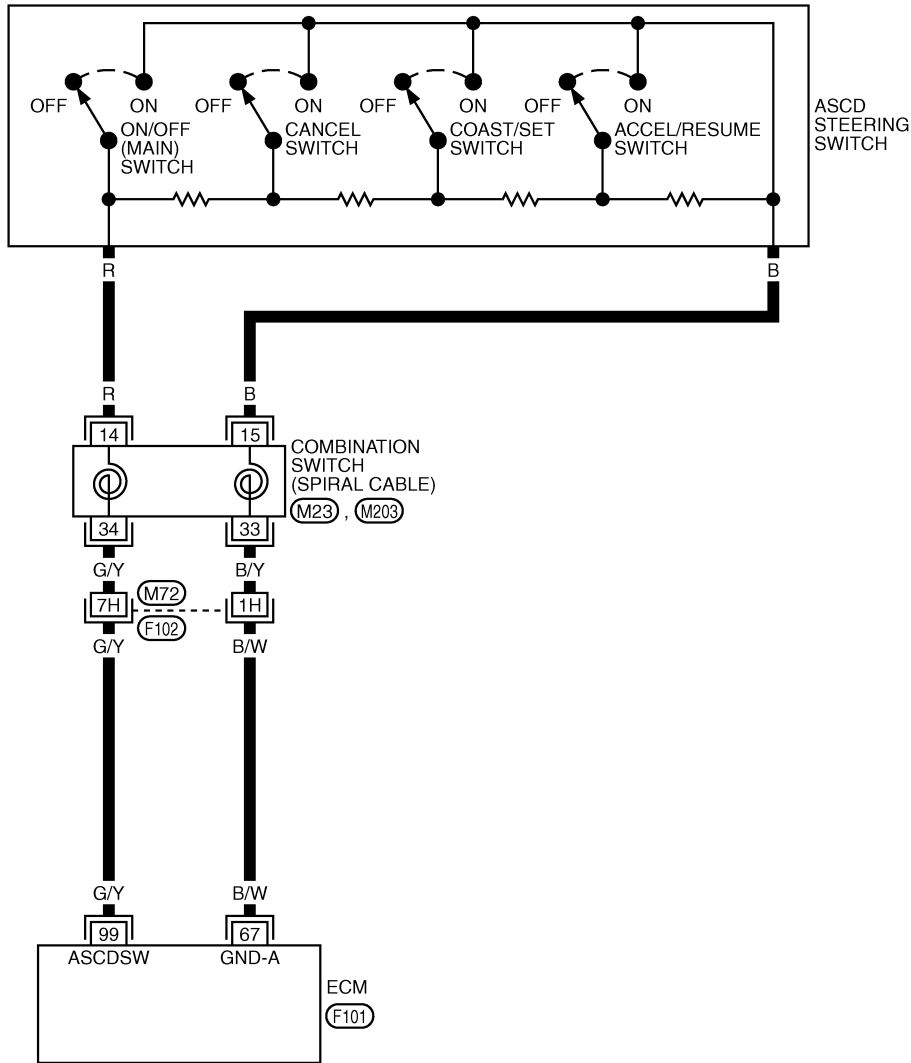 OFF ON OFF ON OFF ON OFF ON
ON/OFF
(MAIN)
SWITCH
CANCEL
SWITCH
COAST/SET
SWITCH
ACCEL/RESUME
SWITCH
ASCD
STEERING
SWITCH
R B
R B
14 15
COMBINATION
SWITCH
(SPIRAL CABLE)
M23 , M203
34 33
G/Y B/Y
M72
7H 1H
F102
G/Y B/W
G/Y B/W
99 67
ASCDSW GND-A
ECM
F101